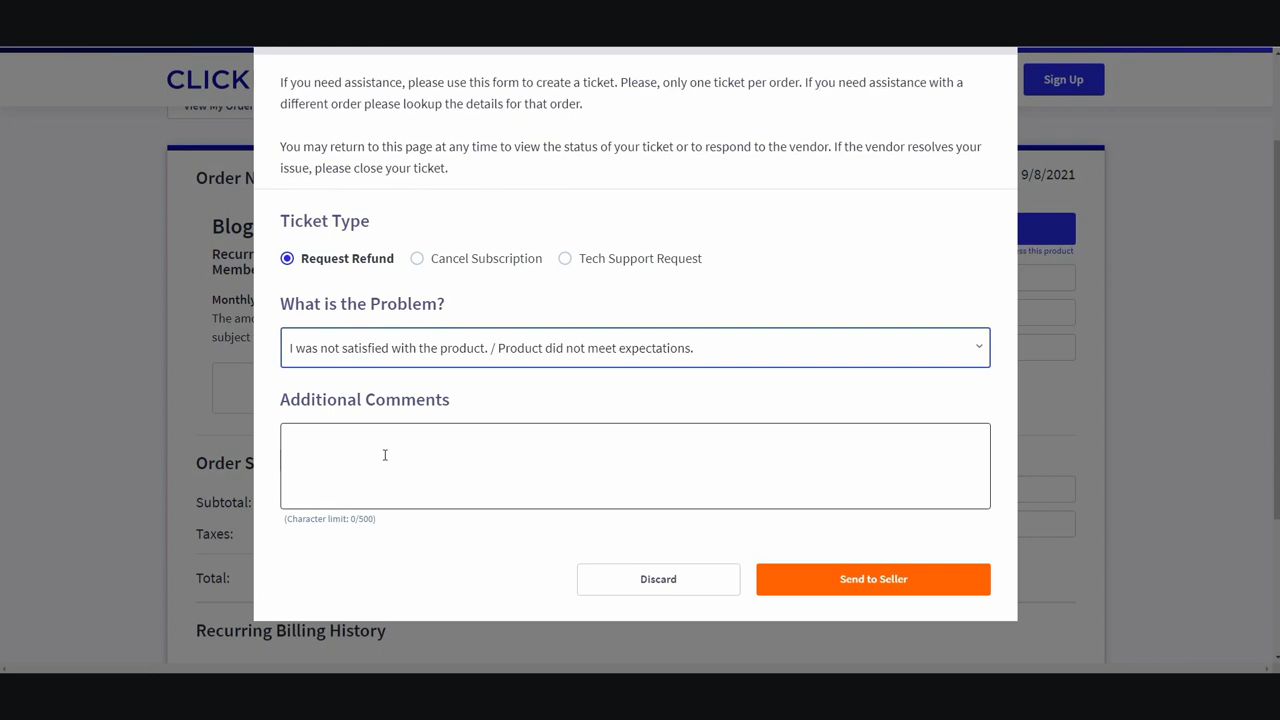 If you need assistance, please use this form to create a ticket. Please, only one ticket per order. If you need assistance with a
different order please lookup the details for that order.
CLICK
Sign Up
View My Order
You may return to this page at any time to view the status of your ticket or to respond to the vendor. If the vendor resolves your
issue, please close your ticket.
Order N
9/8/2021
Ticket Type
Blog
Recurr
Membe
ess this product
Request Refund
Cancel Subscription
Tech Support Request
Monthly
The amo
subject
What is the Problem?
I was not satisfied with the product. / Product did not meet expectations.
Additional Comments
(Character limit: 0/500)
Order S
Subtotal:
Taxes:
Total:
Discard
Send to Seller
Recurring Billing History